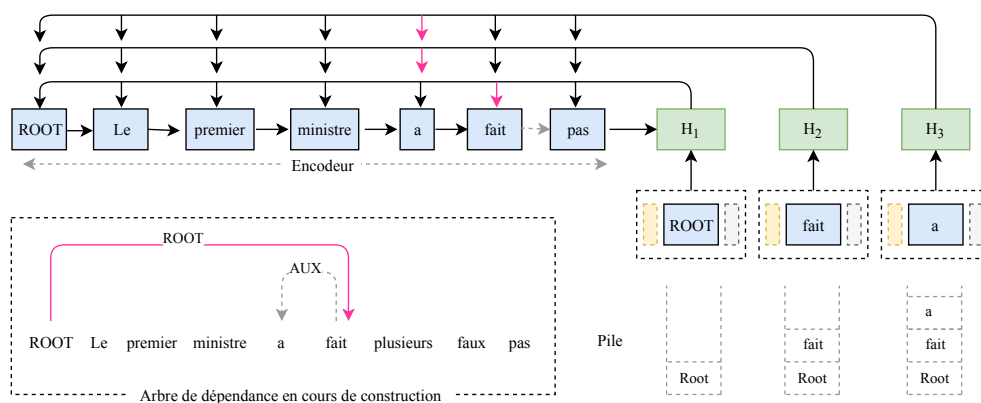 ROOT Le premier ministre a fait pas H1 H2 H3
Encodeur
ROOT fait a
ROOT
AUX
ROOT Le premier ministre a fait plusieurs faux pas
Arbre de dépendance en cours de construction
Pile
a
fait fait
Root Root Root